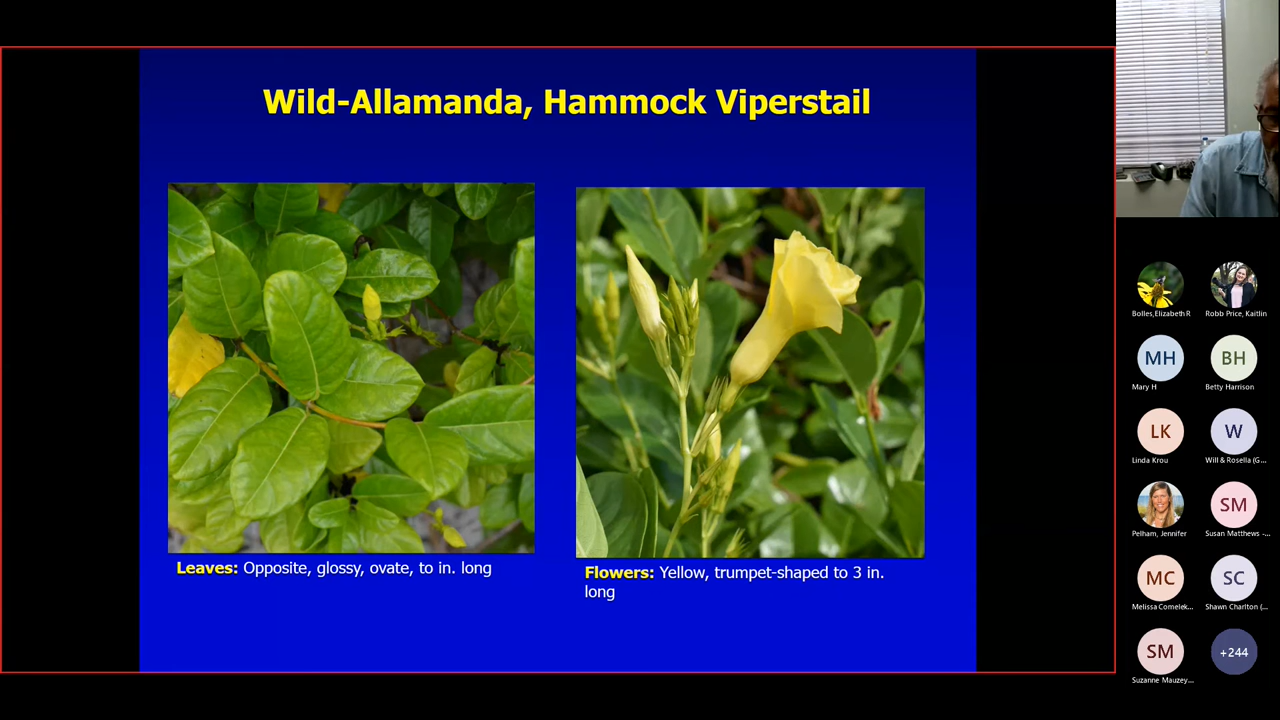 Wild-Allamanda, Hammock Viperstail
Leaves: Opposite, glossy, ovate, to in. long
Flowers: Yellow, trumpet-shaped to 3 in.
long
Bolles,Elizabeth R
Robb Price, Kaitlin
MH
BH
Mary H
Betty Harrison
LK
W
Linda Krou
Will & Rosella (G...
SM
Pelham, Jennifer
Susan Matthews -...
MC
SC
Melissa Comelek...
Shawn Charlton (...
SM
+244
Suzanne Mauzey...